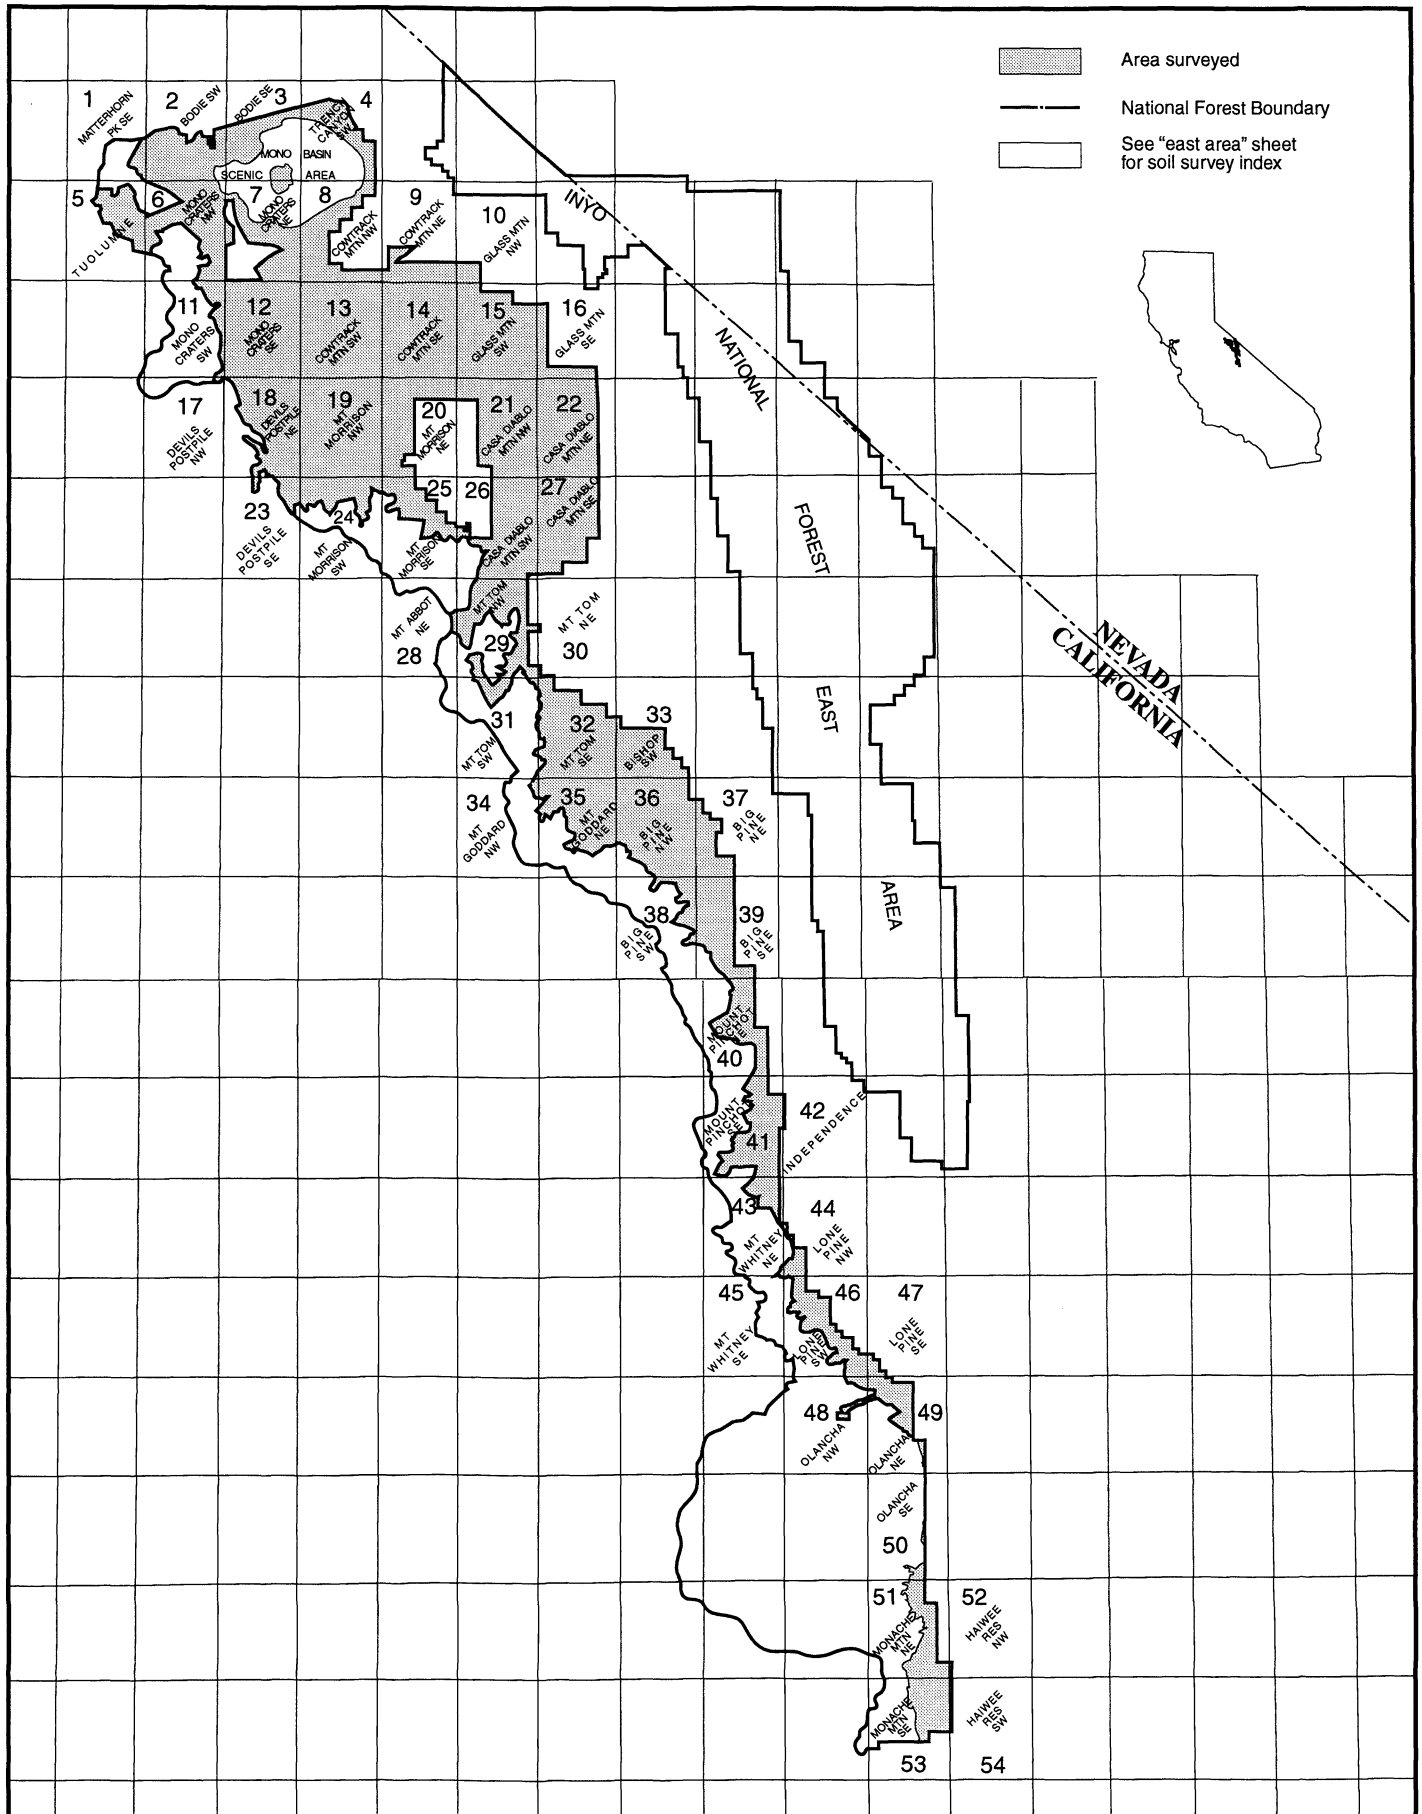 Area surveyed
National Forest Boundary
See “east area” sheet
for soil survey index
1
MATTERHORN
PK SE
2
BODIE SW
BODIE SE
3
TRENCH
CANYON
SW
4
MONO BASIN
SCENIC AREA
5
TUOLUMNE
6
MONO
CRATERS
NW
7
MONO
CRATERS
NE
8
COWTRACK
MTN NW
9
COWTRACK
MTN NE
10
GLASS MTN
NW
INYO
11
MONO
CRATERS
SW
12
MONO
CRATERS
SE
13
COWTRACK
MTN SW
14
COWTRACK
MTN SE
15
GLASS MTN
SW
16
GLASS MTN
SE
NATIONAL
17
DEVILS
POSTPILE
NW
18
DEVILS
POSTPILE
NE
19
MT
MORRISON
NW
20
MT
MORRISON
NE
21
CASA DIABLO
MTN NW
22
CASA DIABLO
MTN NE
23
DEVILS
POSTPILE
SE
24
MT
MORRISON
SW
25
MT
MORRISON
SE
26
CASA DIABLO
MTN SW
27
CASA DIABLO
MTN SE
FOREST
28
MT ABBOT
NE
MT TOM
NW
29
MT TOM
NE
30
NEVADA
CALIFORNIA
31
MT TOM
SW
32
MT TOM
SE
33
BISHOP
SW
EAST
34
MT
GODDARD
NW
35
MT
GODDARD
NE
36
BIG
PINE
NW
37
BIG
PINE
NE
38
BIG
PINE
SW
39
BIG
PINE
SE
AREA
MOUNT
PINCHOT
NE
40
MOUNT
PINCHOT
SE
41
42
INDEPENDENCE
43
MT
WHITNEY
NE
44
LONE
PINE
NW
45
MT
WHITNEY
SE
46
LONE
PINE
SW
47
LONE
PINE
SE
48
OLANCHA
NW
49
OLANCHA
NE
OLANCHA
SE
50
51
MONACHE
MTN
NE
52
HAIWEE
RES
NW
MONACHE
MTN
SE
53
HAIWEE
RES
SW
54